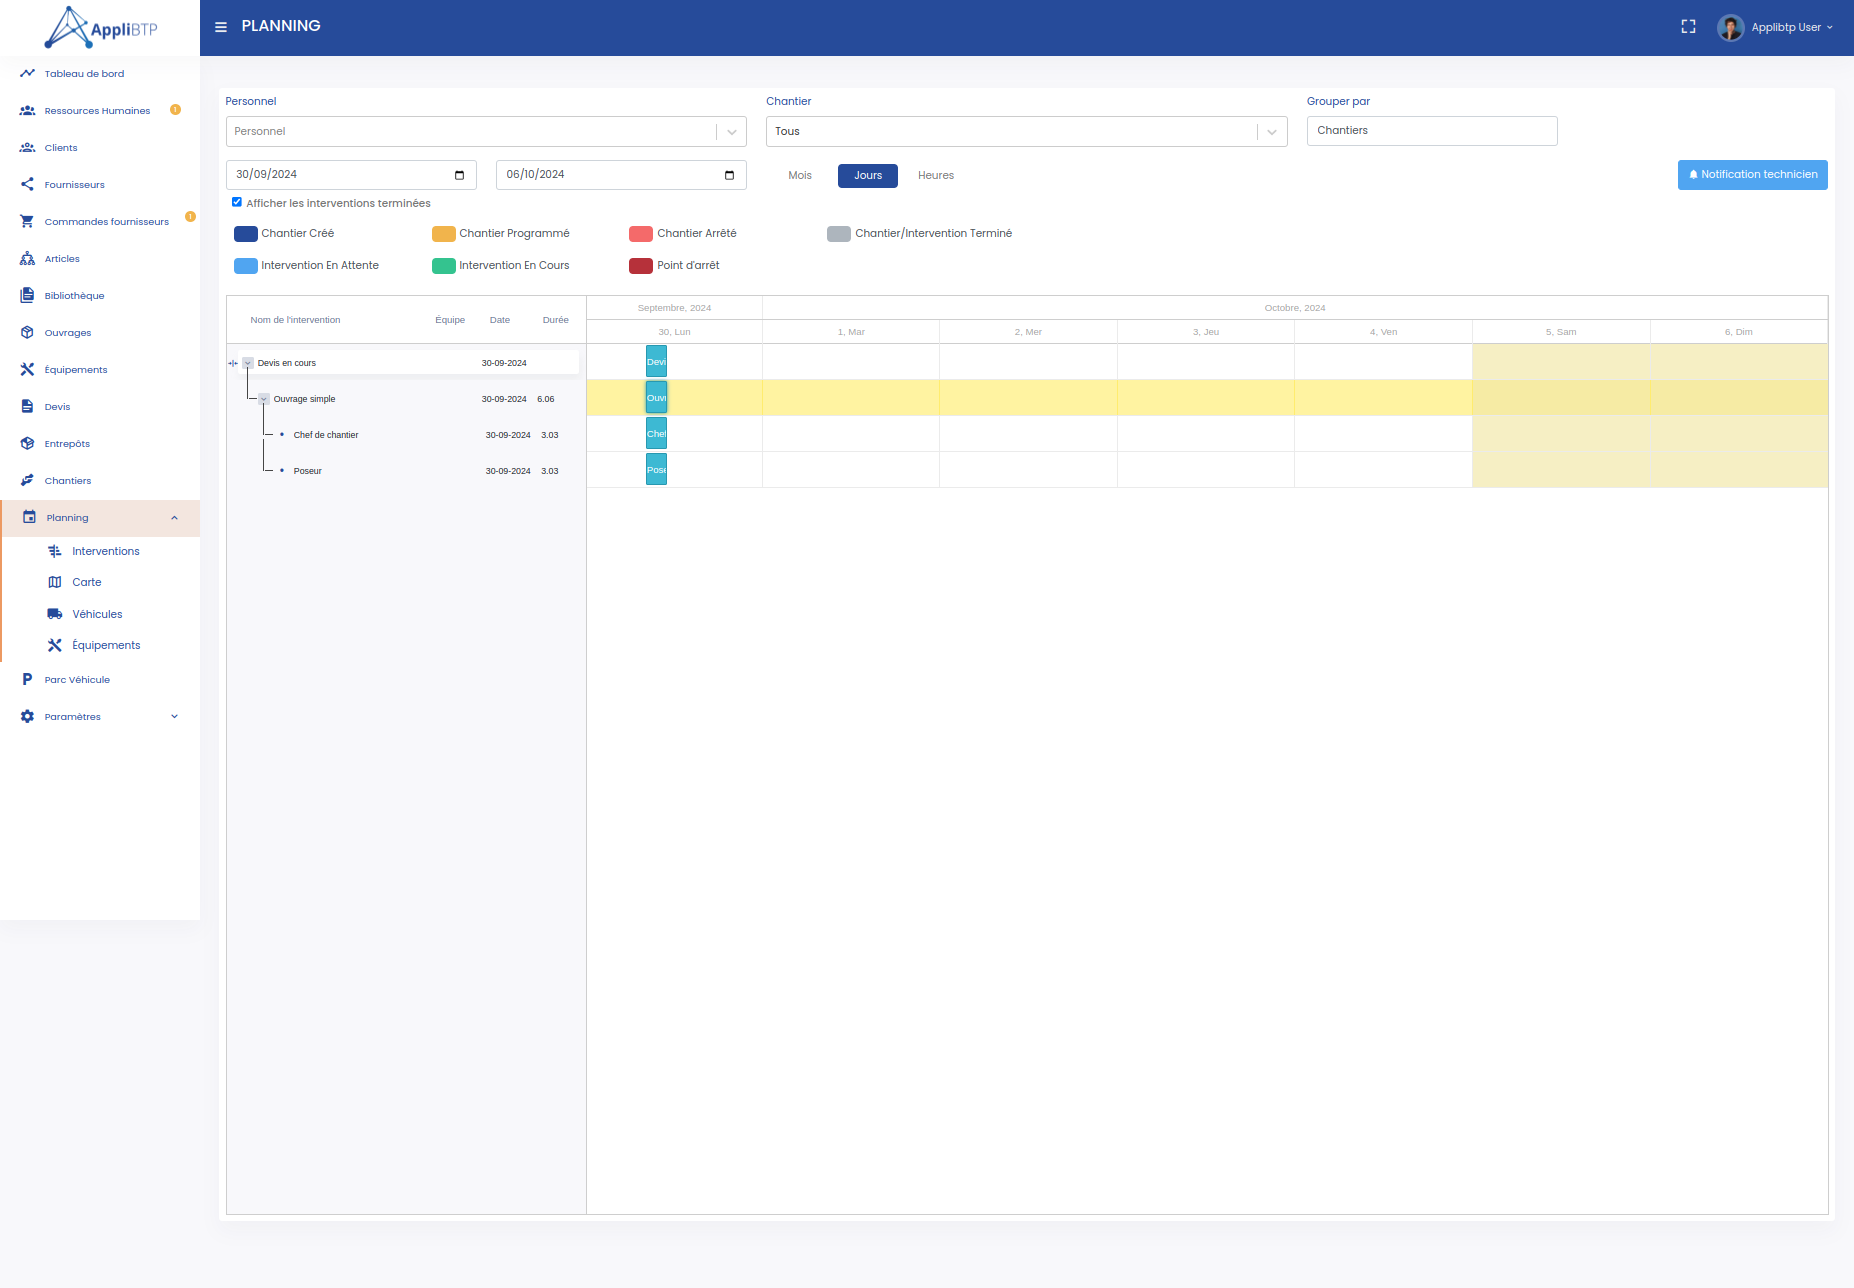 AppliBTP
PLANNING
Applibtp User
Tableau de bord
Ressources Humaines 1
Clients
Fournisseurs
Commandes fournisseurs 1
Articles
Bibliothèque
Ouvrages
Équipements
Devis
Entrepôts
Chantiers
Planning
Interventions
Carte
Véhicules
Équipements
Parc Véhicule
Paramètres
Personnel Chantier Grouper par
Personnel Tous Chantiers
30/09/2024 06/10/2024 Mois Jours Heures Notification technicien
Afficher les interventions terminées
Chantier Créé Chantier Programmé Chantier Arrêté Chantier/Intervention Terminé
Intervention En Attente Intervention En Cours Point d'arrêt
Septembre, 2024 Octobre, 2024
Nom de l'intervention Équipe Date Durée
30, Lun 1, Mar 2, Mer 3, Jeu 4, Ven 5, Sam 6, Dim
Devis en cours 30-09-2024 Devi
Ouvrage simple 30-09-2024 6.06 Ouvr
Chef de chantier 30-09-2024 3.03 Chef
Poseur 30-09-2024 3.03 Pose